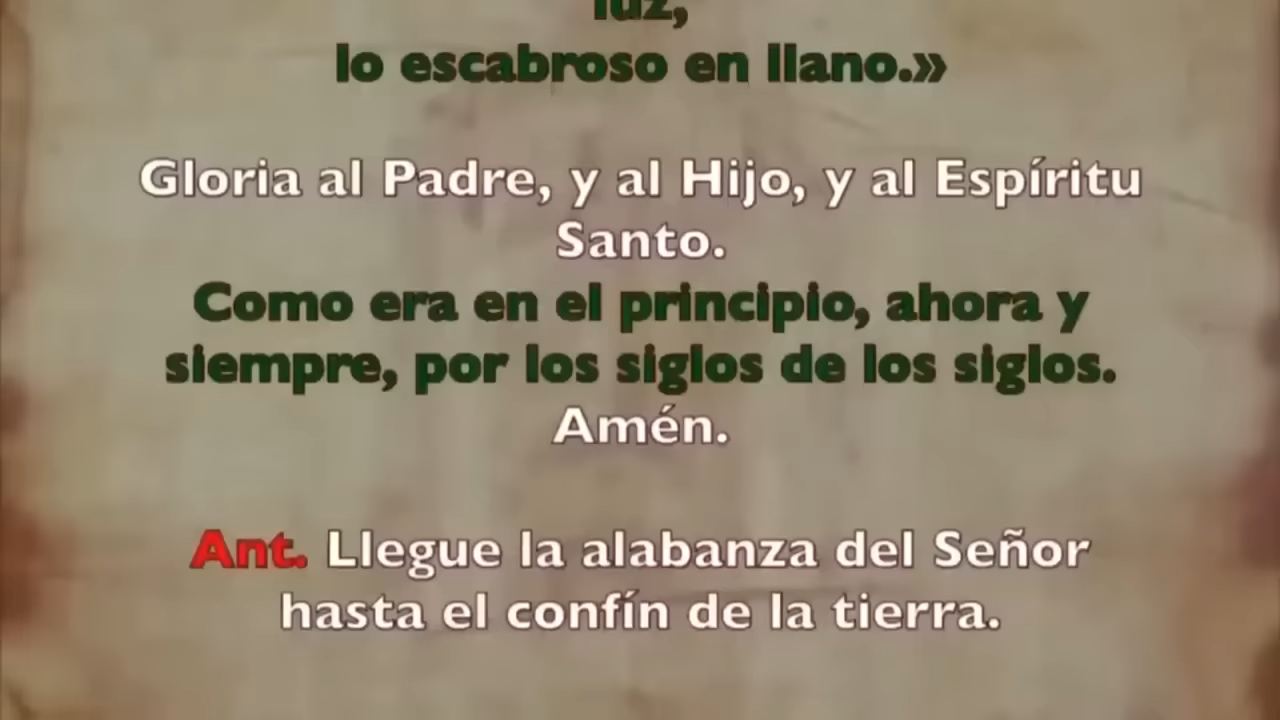 luz,
lo escabroso en llano.»
Gloria al Padre, y al Hijo, y al Espíritu
Santo.
Como era en el principio, ahora y
siempre, por los siglos de los siglos.
Amén.
Ant. Llegue la alabanza del Señor
hasta el confín de la tierra.